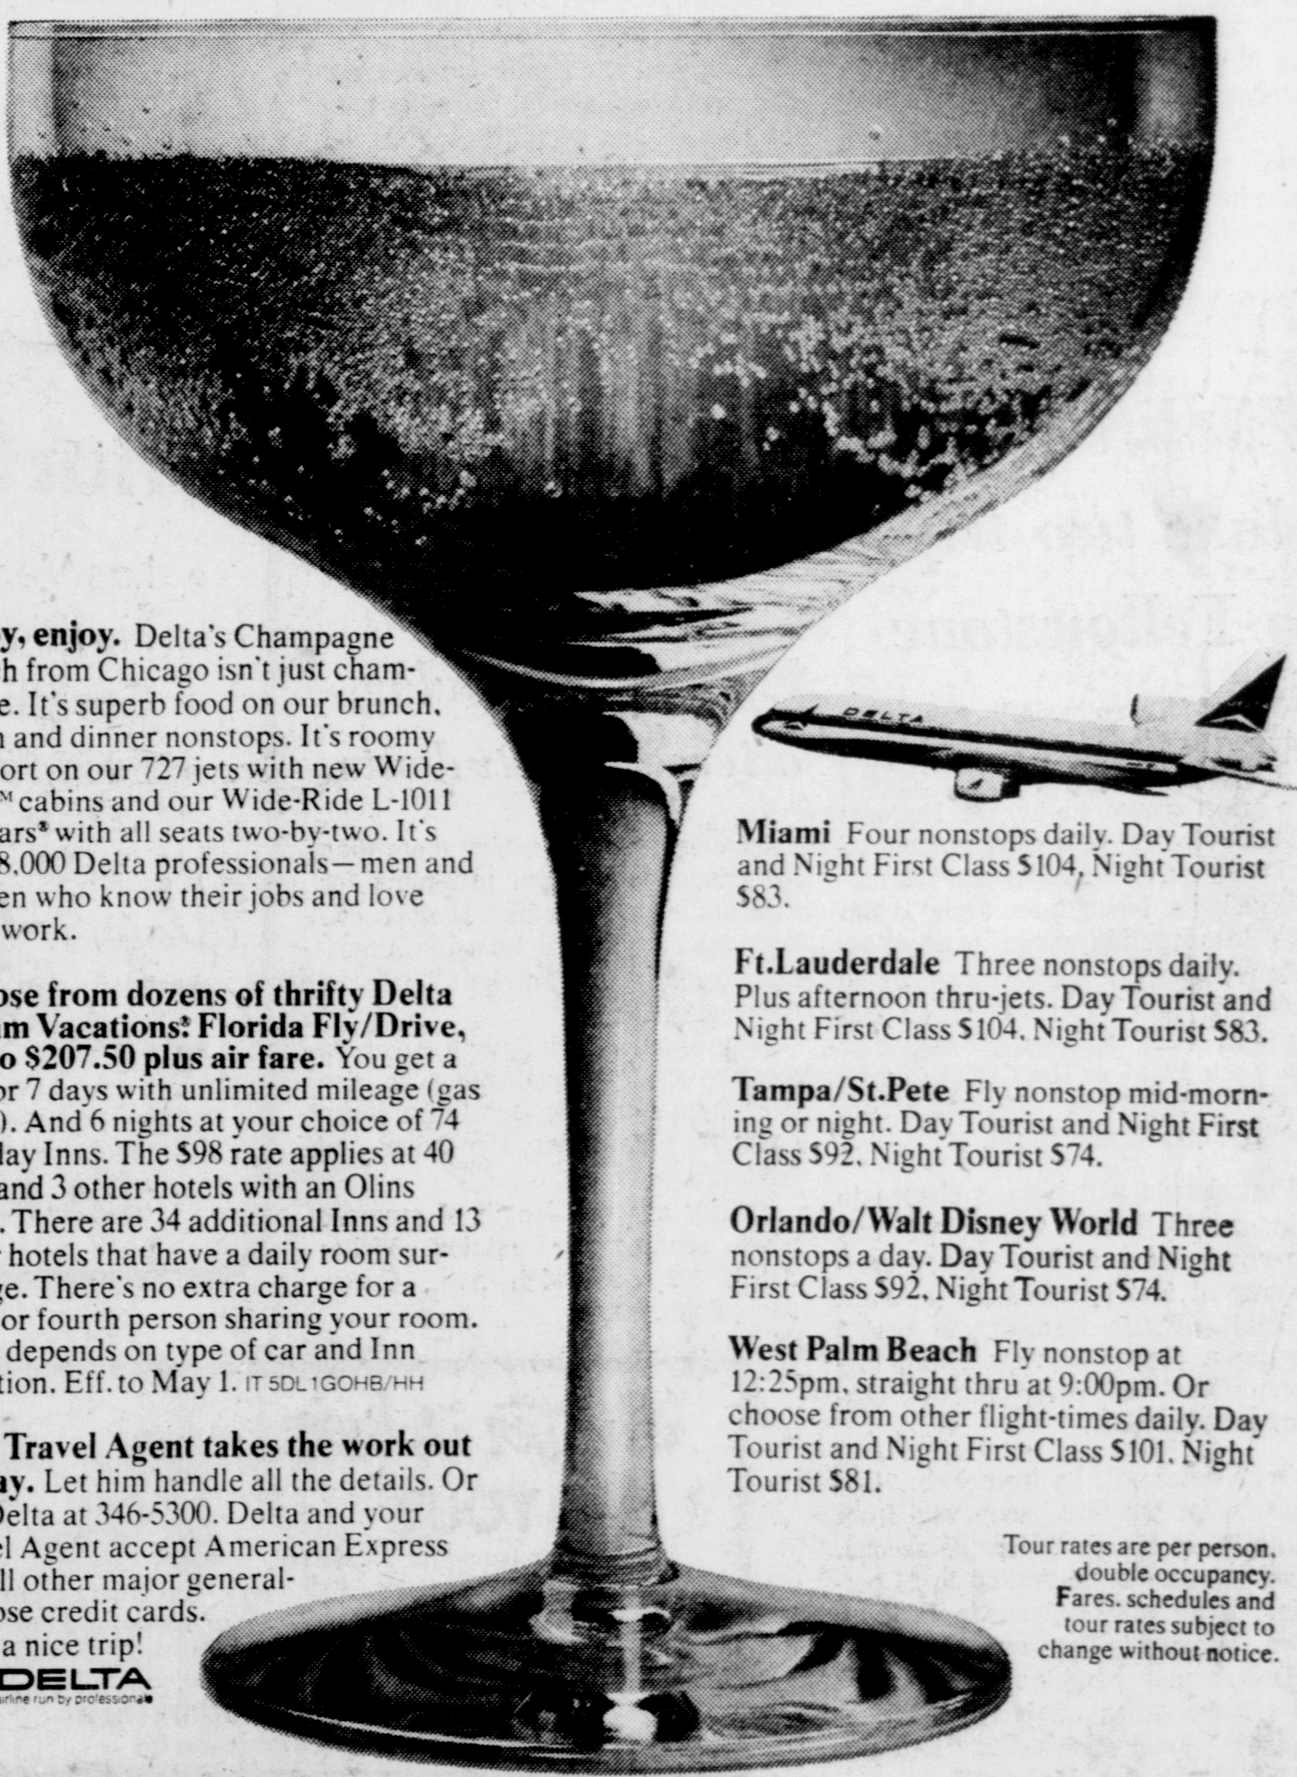 y, enjoy. Delta's Champagne
h from Chicago isn't just cham-
e. It's superb food on our brunch,
and dinner nonstops. It's roomy
ort on our 727 jets with new Wide-
™ cabins and our Wide-Ride L-1011
ars® with all seats two-by-two. It's
8,000 Delta professionals—men and
en who know their jobs and love
work.
ose from dozens of thrifty Delta
m Vacations® Florida Fly/Drive,
o $207.50 plus air fare. You get a
or 7 days with unlimited mileage (gas
). And 6 nights at your choice of 74
lay Inns. The $98 rate applies at 40
and 3 other hotels with an Olins
. There are 34 additional Inns and 13
hotels that have a daily room sur-
ge. There's no extra charge for a
or fourth person sharing your room.
depends on type of car and Inn
tion. Eff. to May 1. IT 5DL1GOHB/HH
Travel Agent takes the work out
ay. Let him handle all the details. Or
Delta at 346-5300. Delta and your
el Agent accept American Express
ll other major general-
ose credit cards.
a nice trip!
DELTA
airline run by professionals
DELTA
Miami Four nonstops daily. Day Tourist
and Night First Class $104, Night Tourist
$83.
Ft.Lauderdale Three nonstops daily.
Plus afternoon thru-jets. Day Tourist and
Night First Class $104, Night Tourist $83.
Tampa/St.Pete Fly nonstop mid-morn-
ing or night. Day Tourist and Night First
Class $92, Night Tourist $74.
Orlando/Walt Disney World Three
nonstops a day. Day Tourist and Night
First Class $92, Night Tourist $74.
West Palm Beach Fly nonstop at
12:25pm, straight thru at 9:00pm. Or
choose from other flight-times daily. Day
Tourist and Night First Class $101, Night
Tourist $81.
Tour rates are per person,
double occupancy.
Fares, schedules and
tour rates subject to
change without notice.